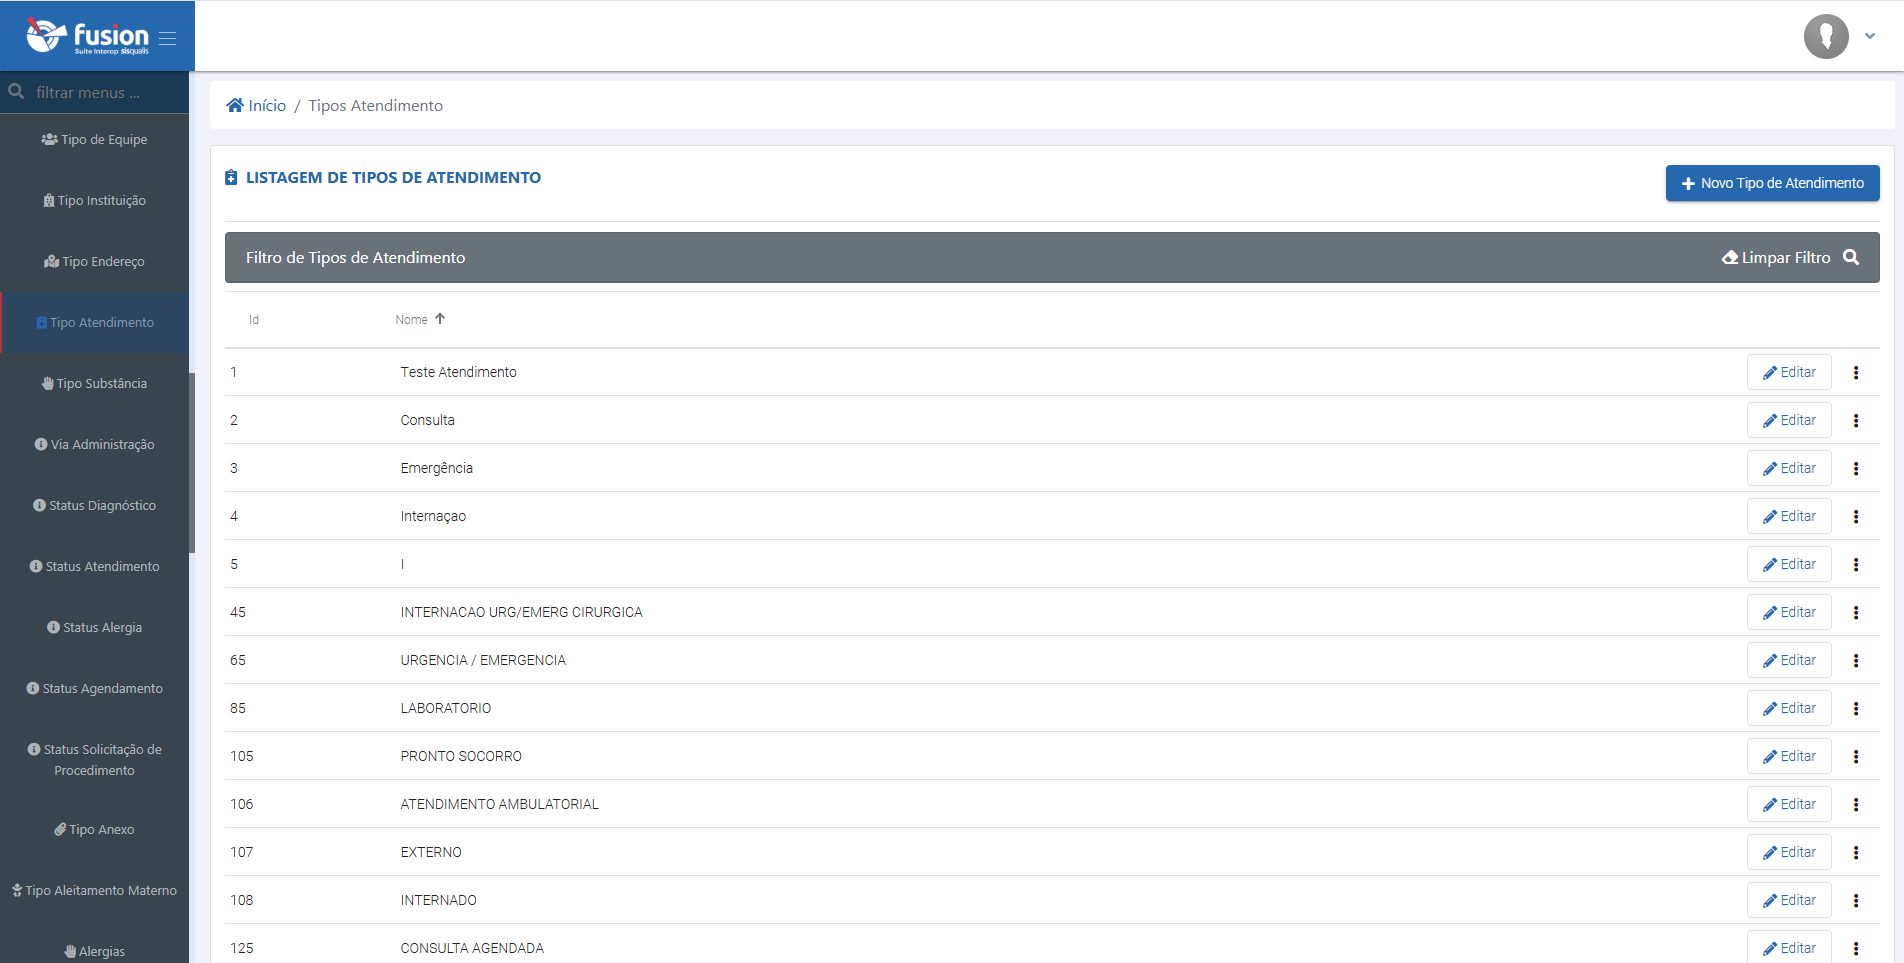 fusion
Suite Interop sisqualis
filtrar menus ...
Tipo de Equipe
Tipo Instituição
Tipo Endereço
Tipo Atendimento
Tipo Substância
Via Administração
Status Diagnóstico
Status Atendimento
Status Alergia
Status Agendamento
Status Solicitação de
Procedimento
Tipo Anexo
Tipo Aleitamento Materno
Alergias
Início / Tipos Atendimento
LISTAGEM DE TIPOS DE ATENDIMENTO
Novo Tipo de Atendimento
Filtro de Tipos de Atendimento
Limpar Filtro
Id Nome
1 Teste Atendimento Editar
2 Consulta Editar
3 Emergência Editar
4 Internaçao Editar
5 I Editar
45 INTERNACAO URG/EMERG CIRURGICA Editar
65 URGENCIA / EMERGENCIA Editar
85 LABORATORIO Editar
105 PRONTO SOCORRO Editar
106 ATENDIMENTO AMBULATORIAL Editar
107 EXTERNO Editar
108 INTERNADO Editar
125 CONSULTA AGENDADA Editar